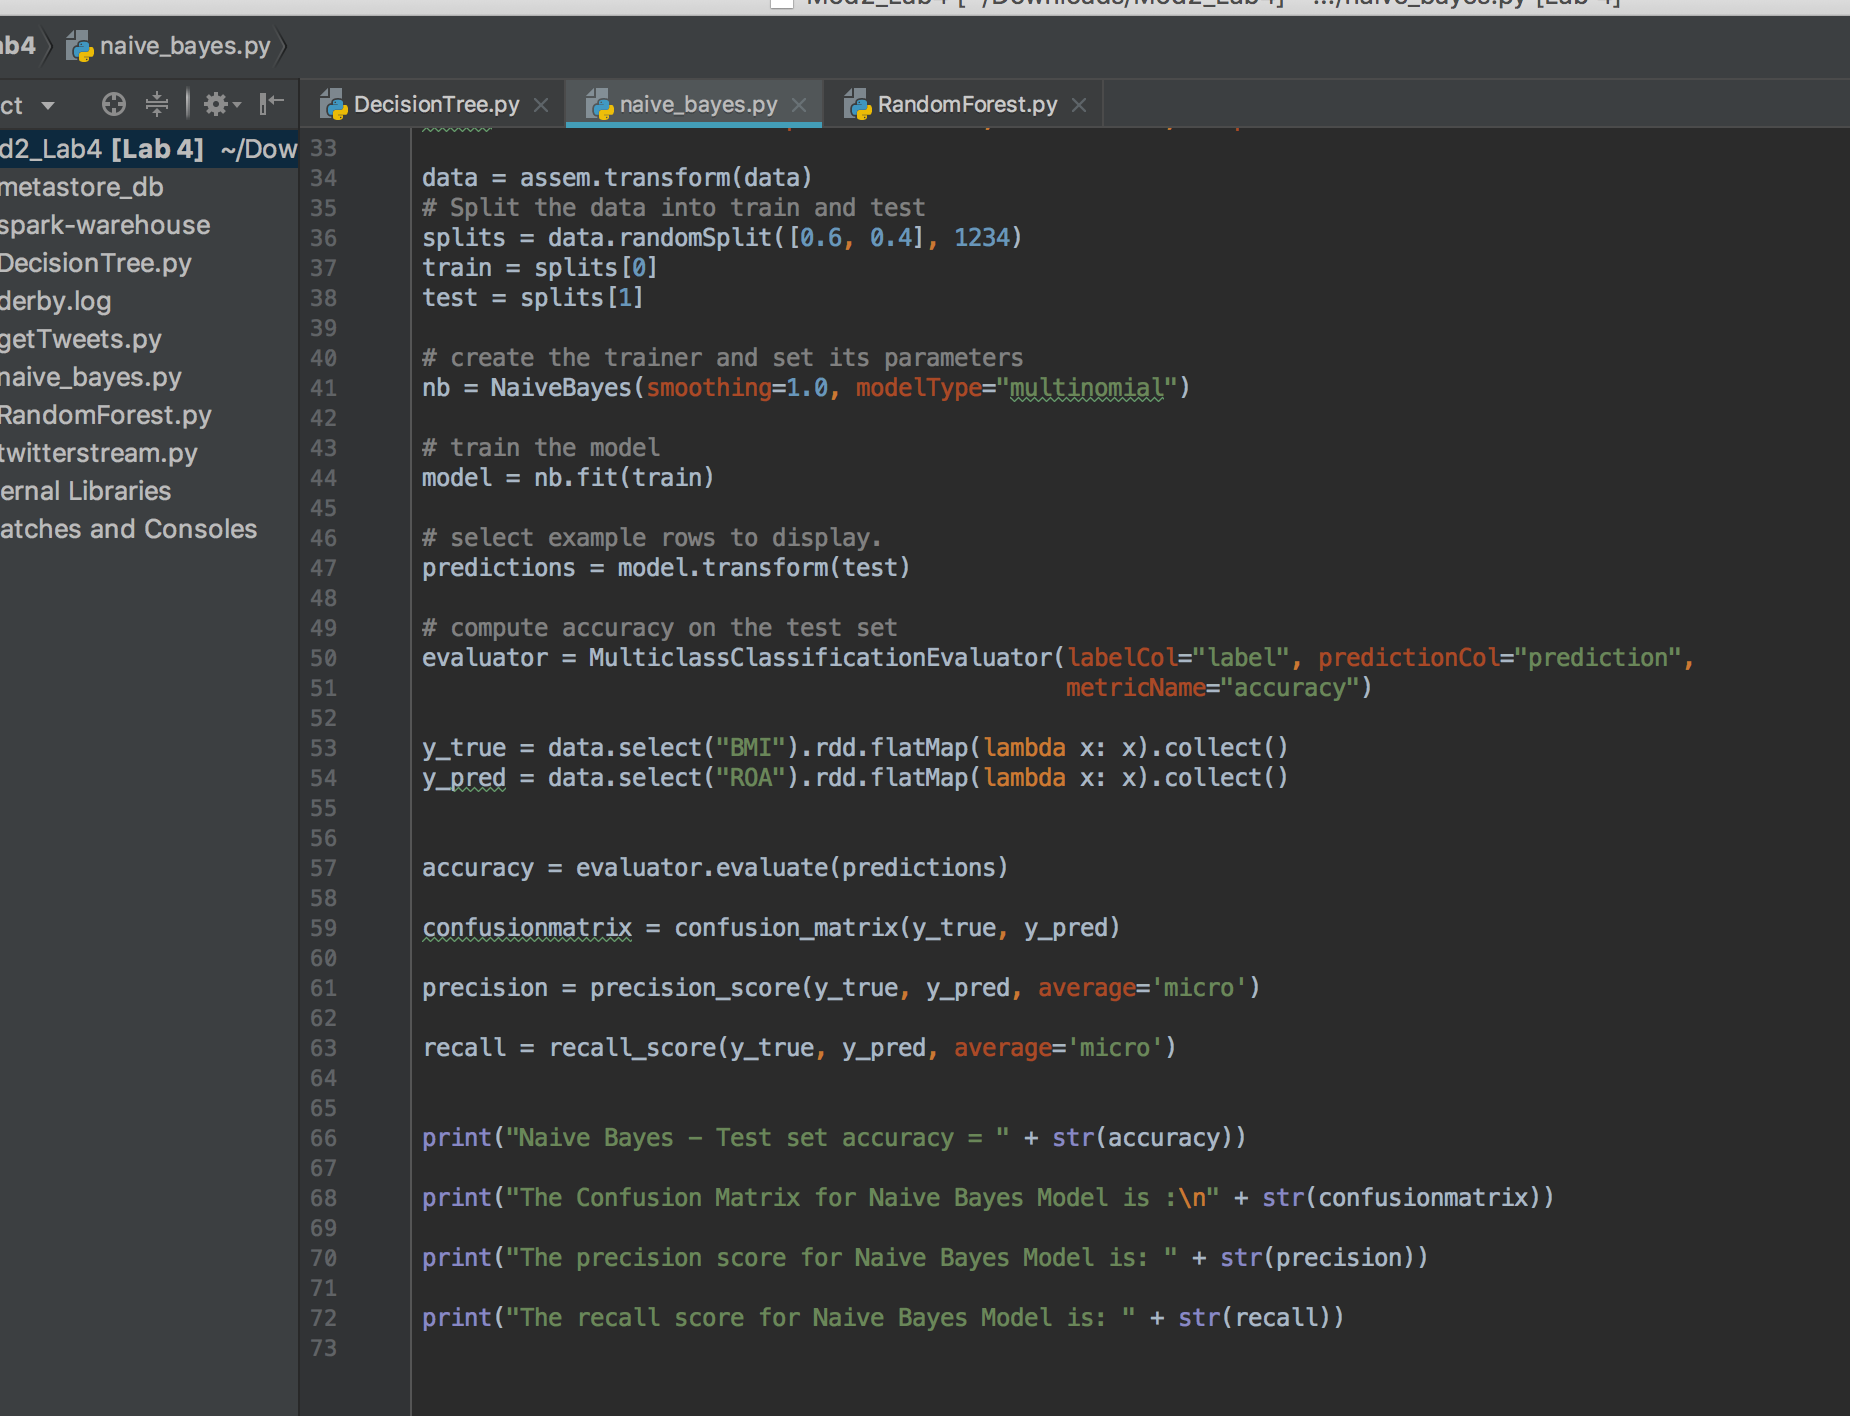 Mod2_Lab4 [~/Downloads/Mod2_Lab4] - .../naive_bayes.py [Lab 4]
ab4 naive_bayes.py
ct
DecisionTree.py naive_bayes.py RandomForest.py
d2_Lab4 [Lab 4] ~/Dow
metastore_db
spark-warehouse
DecisionTree.py
derby.log
getTweets.py
naive_bayes.py
RandomForest.py
twitterstream.py
ernal Libraries
atches and Consoles
33
34 data = assem.transform(data)
35 # Split the data into train and test
36 splits = data.randomSplit([0.6, 0.4], 1234)
37 train = splits[0]
38 test = splits[1]
39
40 # create the trainer and set its parameters
41 nb = NaiveBayes(smoothing=1.0, modelType="multinomial")
42
43 # train the model
44 model = nb.fit(train)
45
46 # select example rows to display.
47 predictions = model.transform(test)
48
49 # compute accuracy on the test set
50 evaluator = MulticlassClassificationEvaluator(labelCol="label", predictionCol="prediction",
51 metricName="accuracy")
52
53 y_true = data.select("BMI").rdd.flatMap(lambda x: x).collect()
54 y_pred = data.select("ROA").rdd.flatMap(lambda x: x).collect()
55
56
57 accuracy = evaluator.evaluate(predictions)
58
59 confusionmatrix = confusion_matrix(y_true, y_pred)
60
61 precision = precision_score(y_true, y_pred, average='micro')
62
63 recall = recall_score(y_true, y_pred, average='micro')
64
65
66 print("Naive Bayes - Test set accuracy = " + str(accuracy))
67
68 print("The Confusion Matrix for Naive Bayes Model is :\n" + str(confusionmatrix))
69
70 print("The precision score for Naive Bayes Model is: " + str(precision))
71
72 print("The recall score for Naive Bayes Model is: " + str(recall))
73